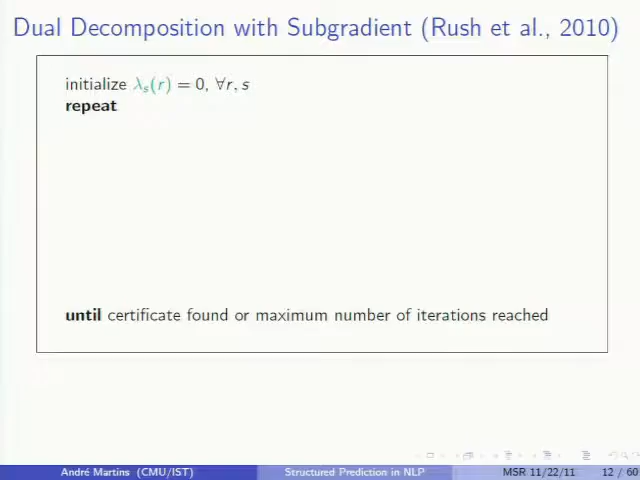 Dual Decomposition with Subgradient (Rush et al., 2010)
initialize λₛ(r) = 0, ∀r, s
repeat
until certificate found or maximum number of iterations reached
André Martins (CMU/IST) Structured Prediction in NLP MSR 11/22/11 12 / 60